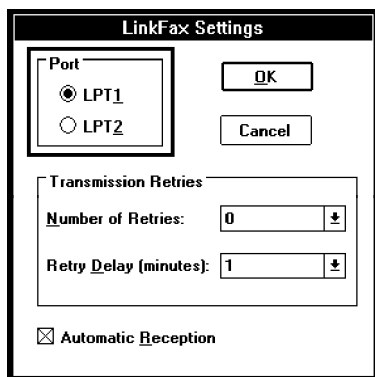 LinkFax Settings
Port
LPT1
LPT2
OK
Cancel
Transmission Retries
Number of Retries: 0
Retry Delay (minutes): 1
Automatic Reception